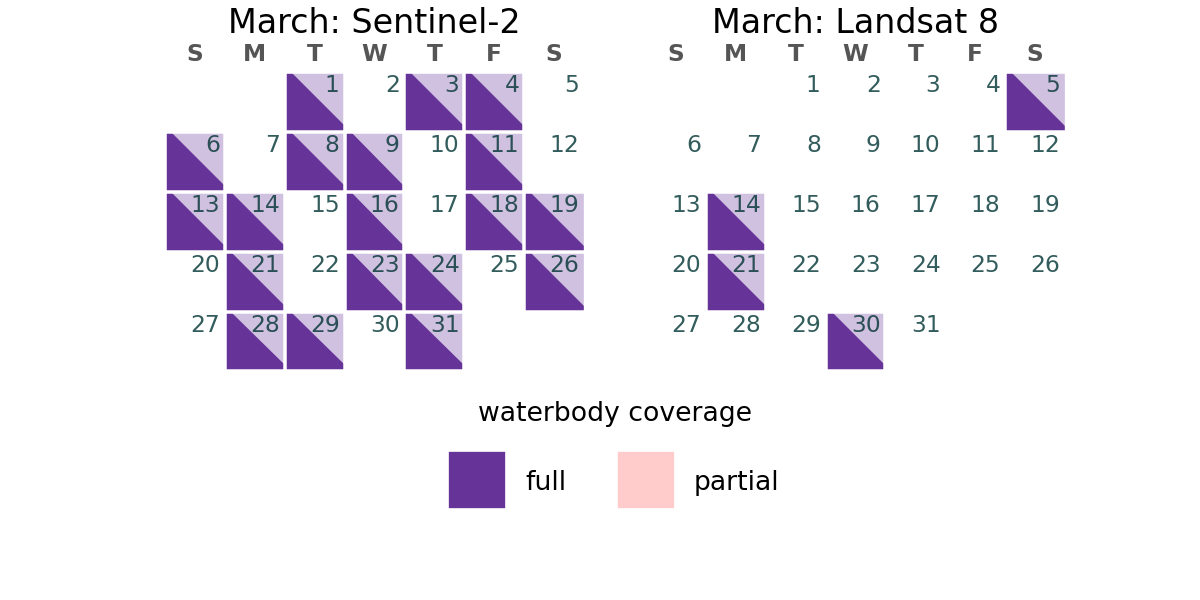 March: Sentinel-2
S M T W T F S
1 2 3 4 5
6 7 8 9 10 11 12
13 14 15 16 17 18 19
20 21 22 23 24 25 26
27 28 29 30 31
March: Landsat 8
S M T W T F S
1 2 3 4 5
6 7 8 9 10 11 12
13 14 15 16 17 18 19
20 21 22 23 24 25 26
27 28 29 30 31
waterbody coverage
full partial